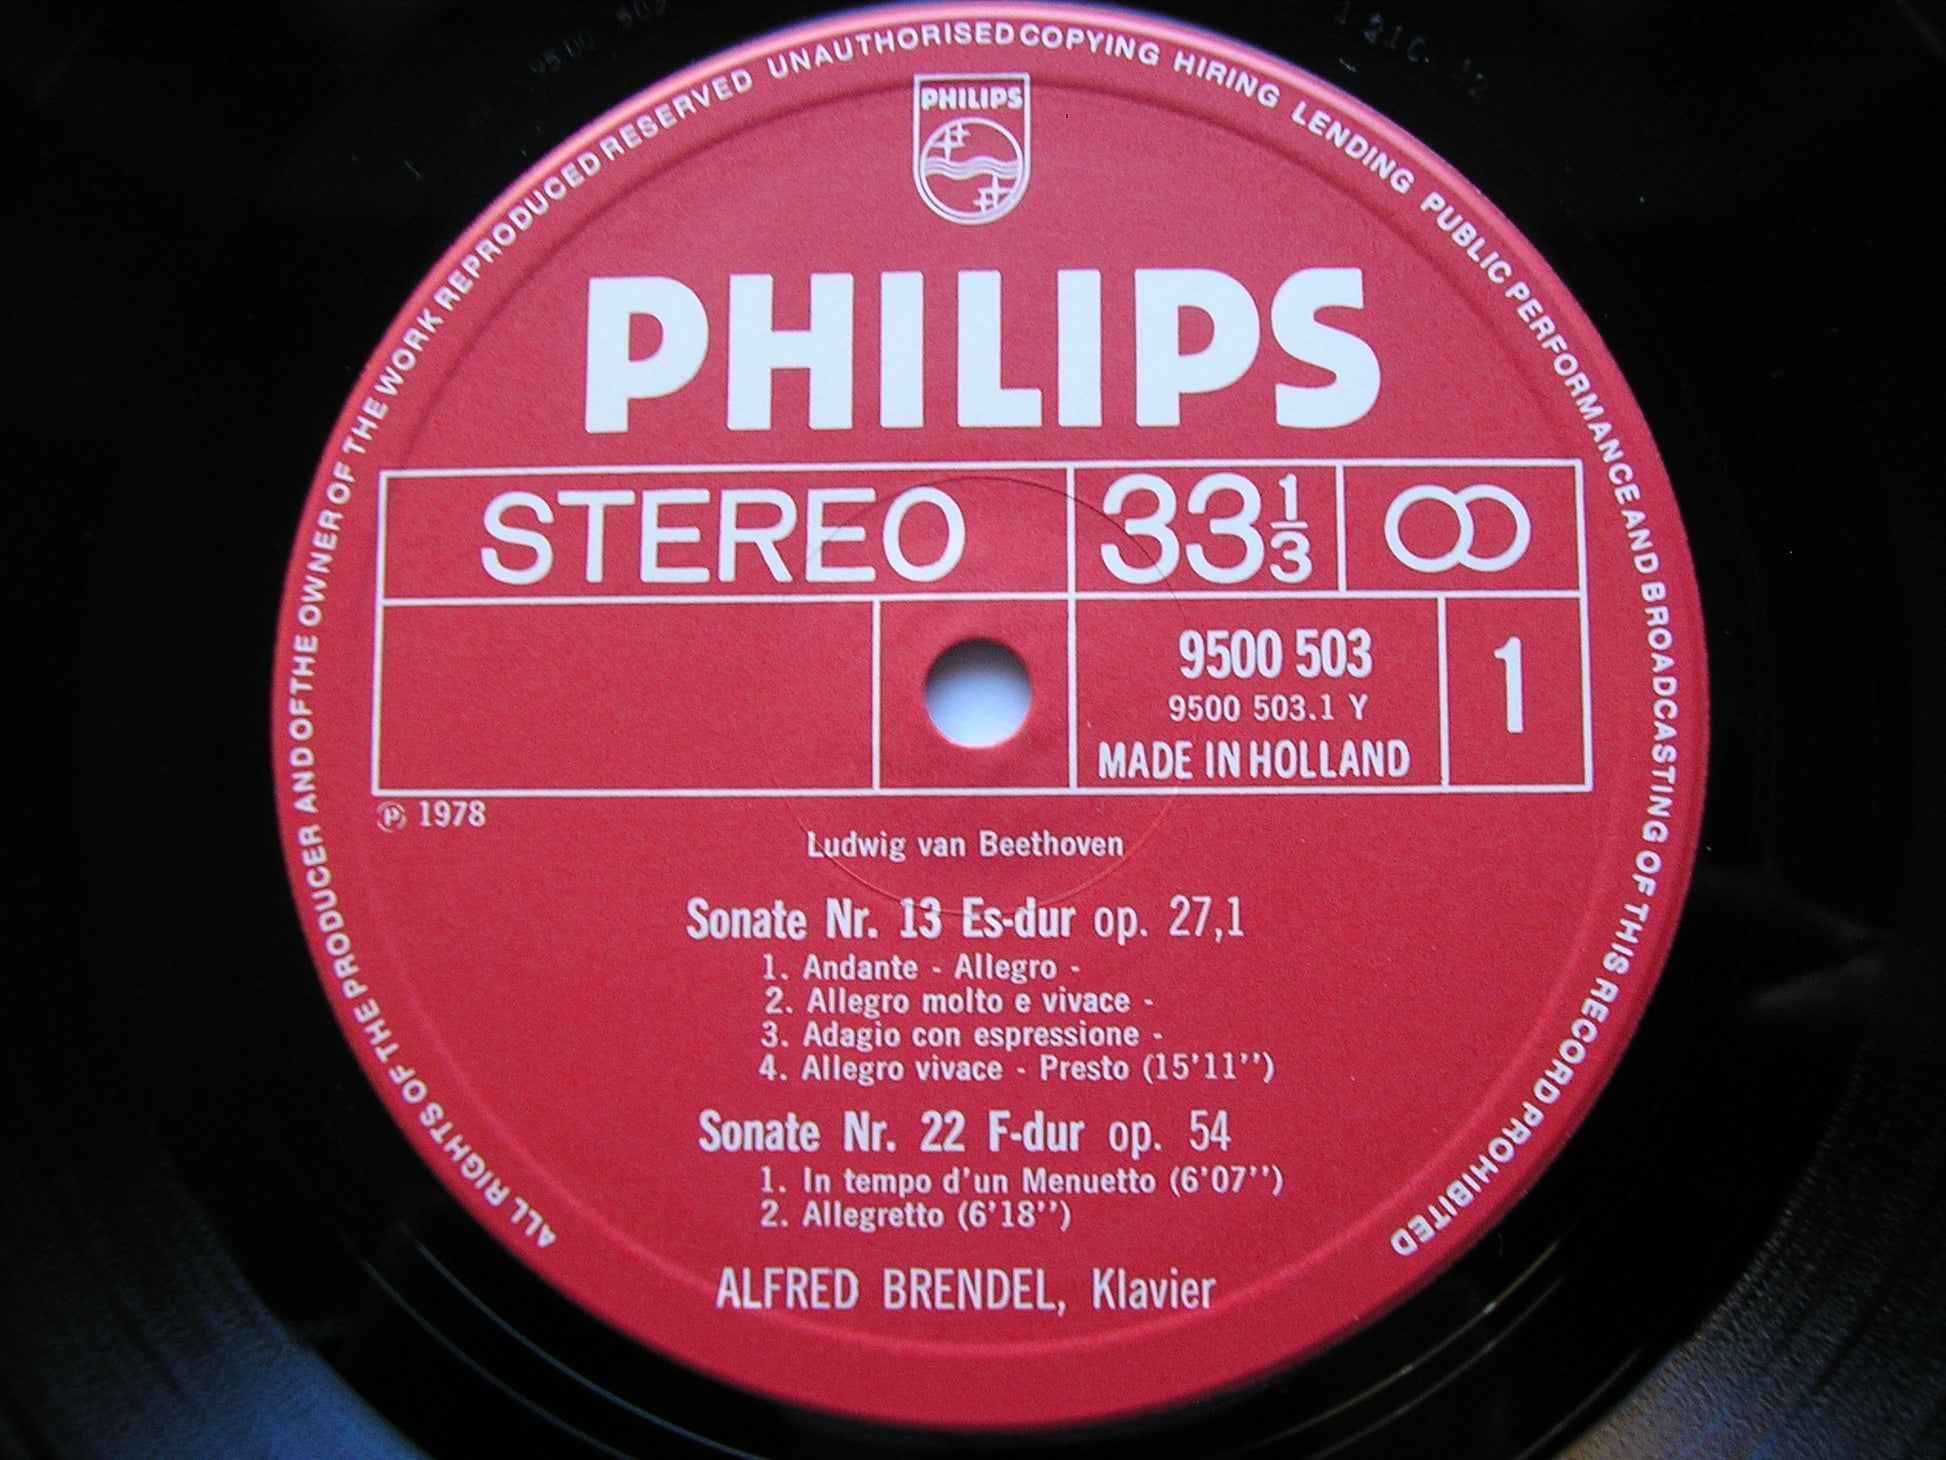 ALL RIGHTS OF THE PRODUCER AND OF THE OWNER OF THE WORK REPRODUCED RESERVED UNAUTHORISED COPYING HIRING LENDING PUBLIC PERFORMANCE AND BROADCASTING OF THIS RECORD PROHIBITED
PHILIPS
PHILIPS
STEREO 33 1/3
9500 503
9500 503.1 Y
MADE IN HOLLAND
1
Ⓟ 1978
Ludwig van Beethoven
Sonate Nr. 13 Es-dur op. 27,1
1. Andante - Allegro -
2. Allegro molto e vivace -
3. Adagio con espressione -
4. Allegro vivace - Presto (15'11'')
Sonate Nr. 22 F-dur op. 54
1. In tempo d'un Menuetto (6'07'')
2. Allegretto (6'18'')
ALFRED BRENDEL, Klavier